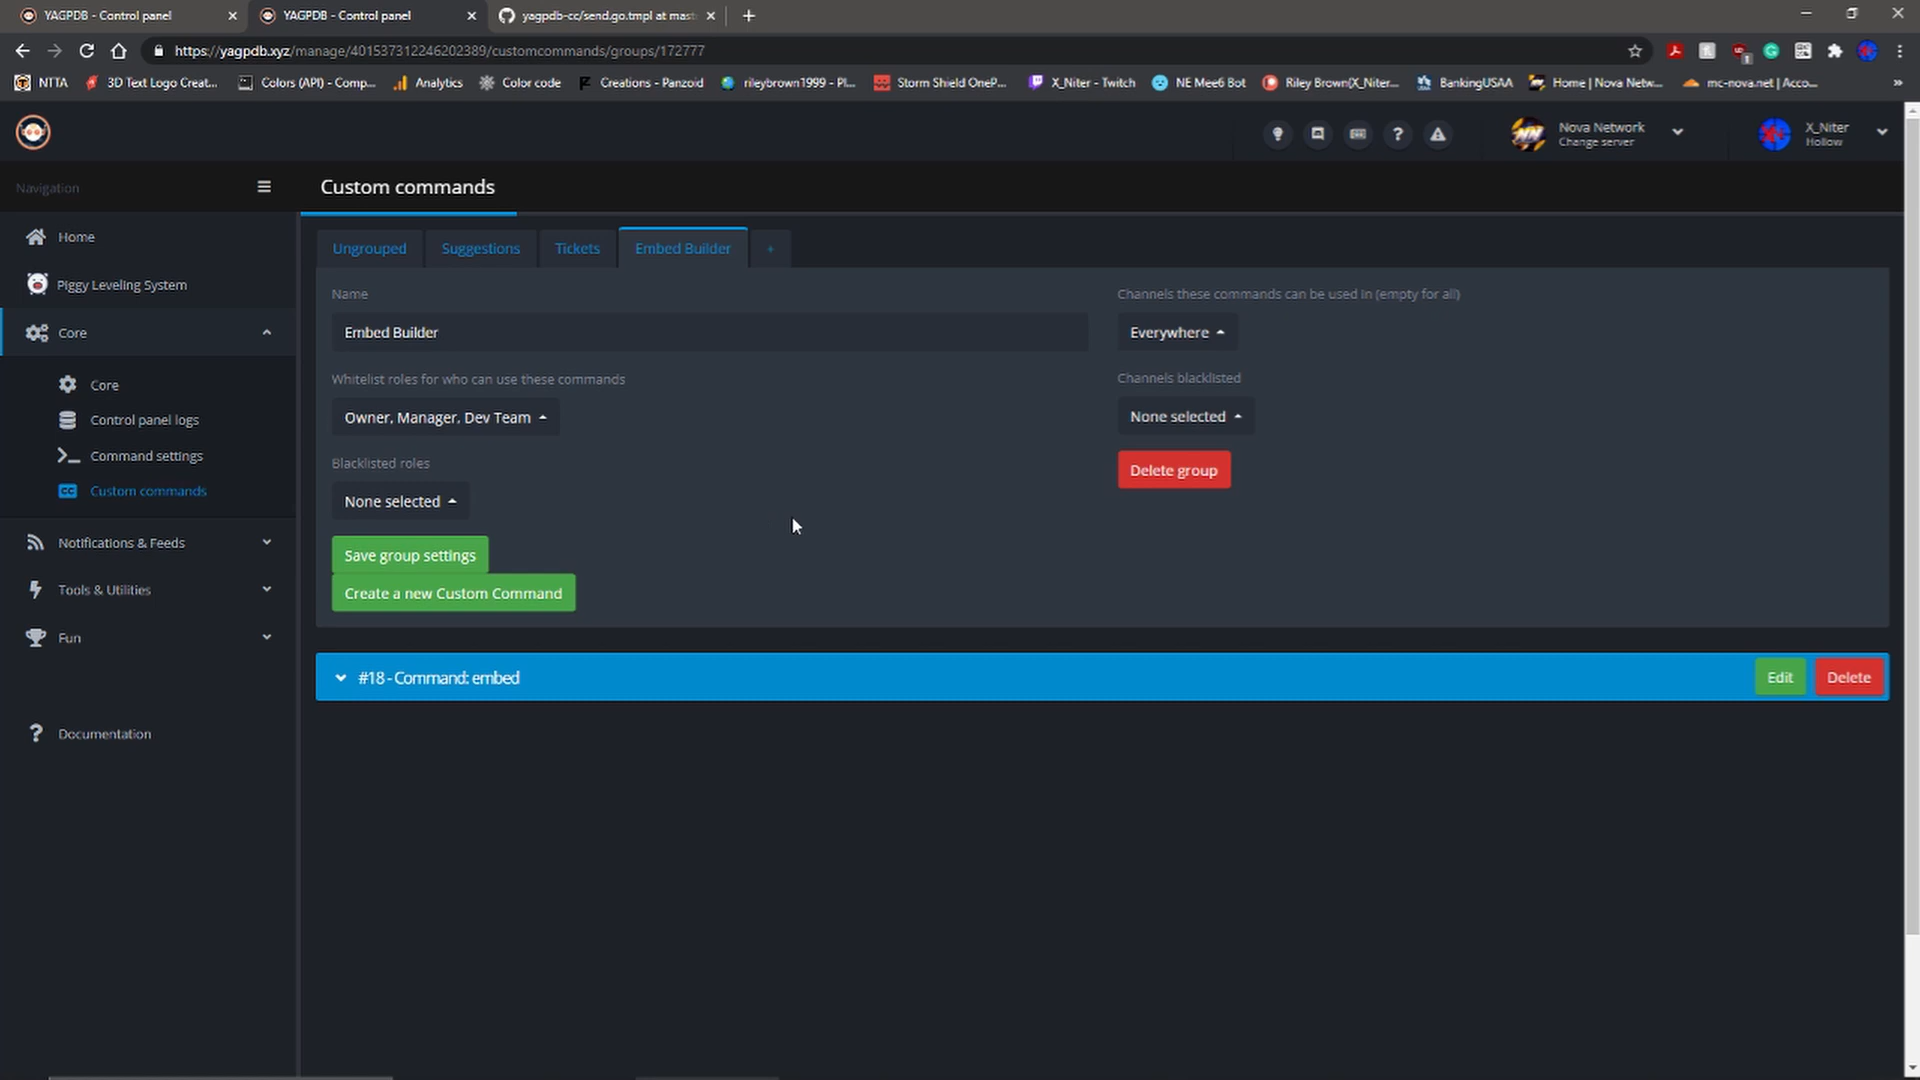 YAGPDB - Control panel
YAGPDB - Control panel
yagpdb-cc/send.go.tmpl at mast
https://yagpdb.xyz/manage/401537312246202389/customcommands/groups/172777
NTTA
3D Text Logo Creat...
Colors (API) - Comp...
Analytics
Color code
Creations - Panzoid
rileybrown1999 - Pl...
Storm Shield OneP...
X_Niter - Twitch
NE Mee6 Bot
Riley Brown(X_Niter...
BankingUSAA
Home | Nova Netw...
mc-nova.net | Acco...
»
Nova Network
Change server
X_Niter
Hollow
Navigation
Custom commands
Home
Piggy Leveling System
Core
Core
Control panel logs
Command settings
CC Custom commands
Notifications & Feeds
Tools & Utilities
Fun
? Documentation
Ungrouped
Suggestions
Tickets
Embed Builder
+
Name
Embed Builder
Whitelist roles for who can use these commands
Owner, Manager, Dev Team
Blacklisted roles
None selected
Save group settings
Create a new Custom Command
Channels these commands can be used in (empty for all)
Everywhere
Channels blacklisted
None selected
Delete group
#18 - Command: embed
Edit
Delete